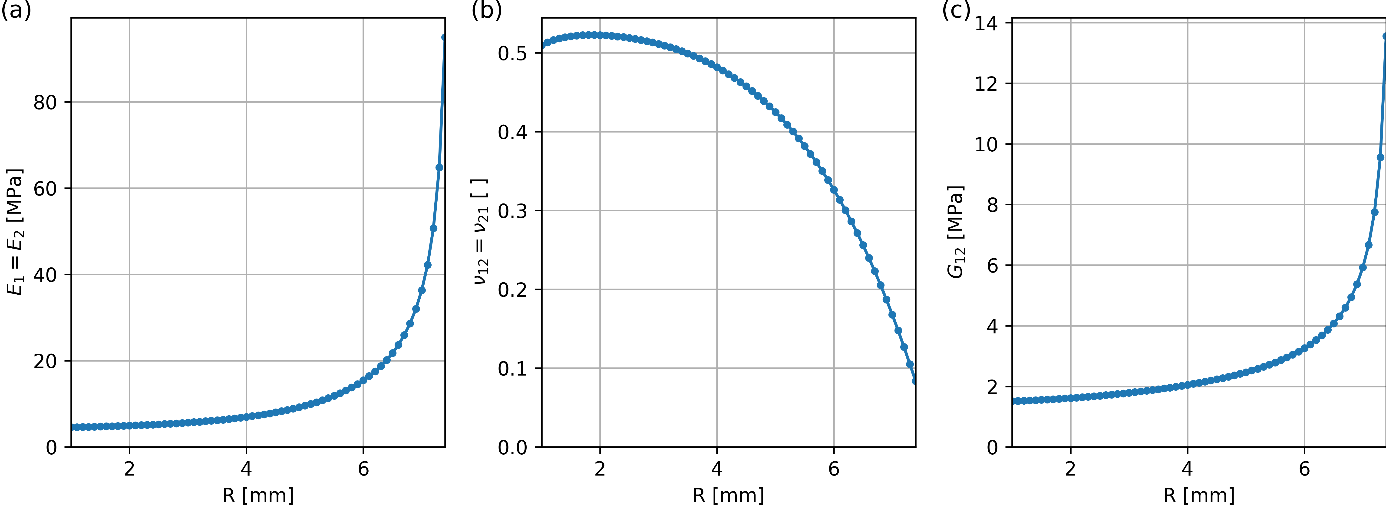 (a)
80
60
40
20
0
E₁ = E₂ [MPa]
2 4 6
R [mm]
(b)
0.5
0.4
0.3
0.2
0.1
0.0
ν₁₂ = ν₂₁ [ ]
2 4 6
R [mm]
(c)
14
12
10
8
6
4
2
0
G₁₂ [MPa]
2 4 6
R [mm]